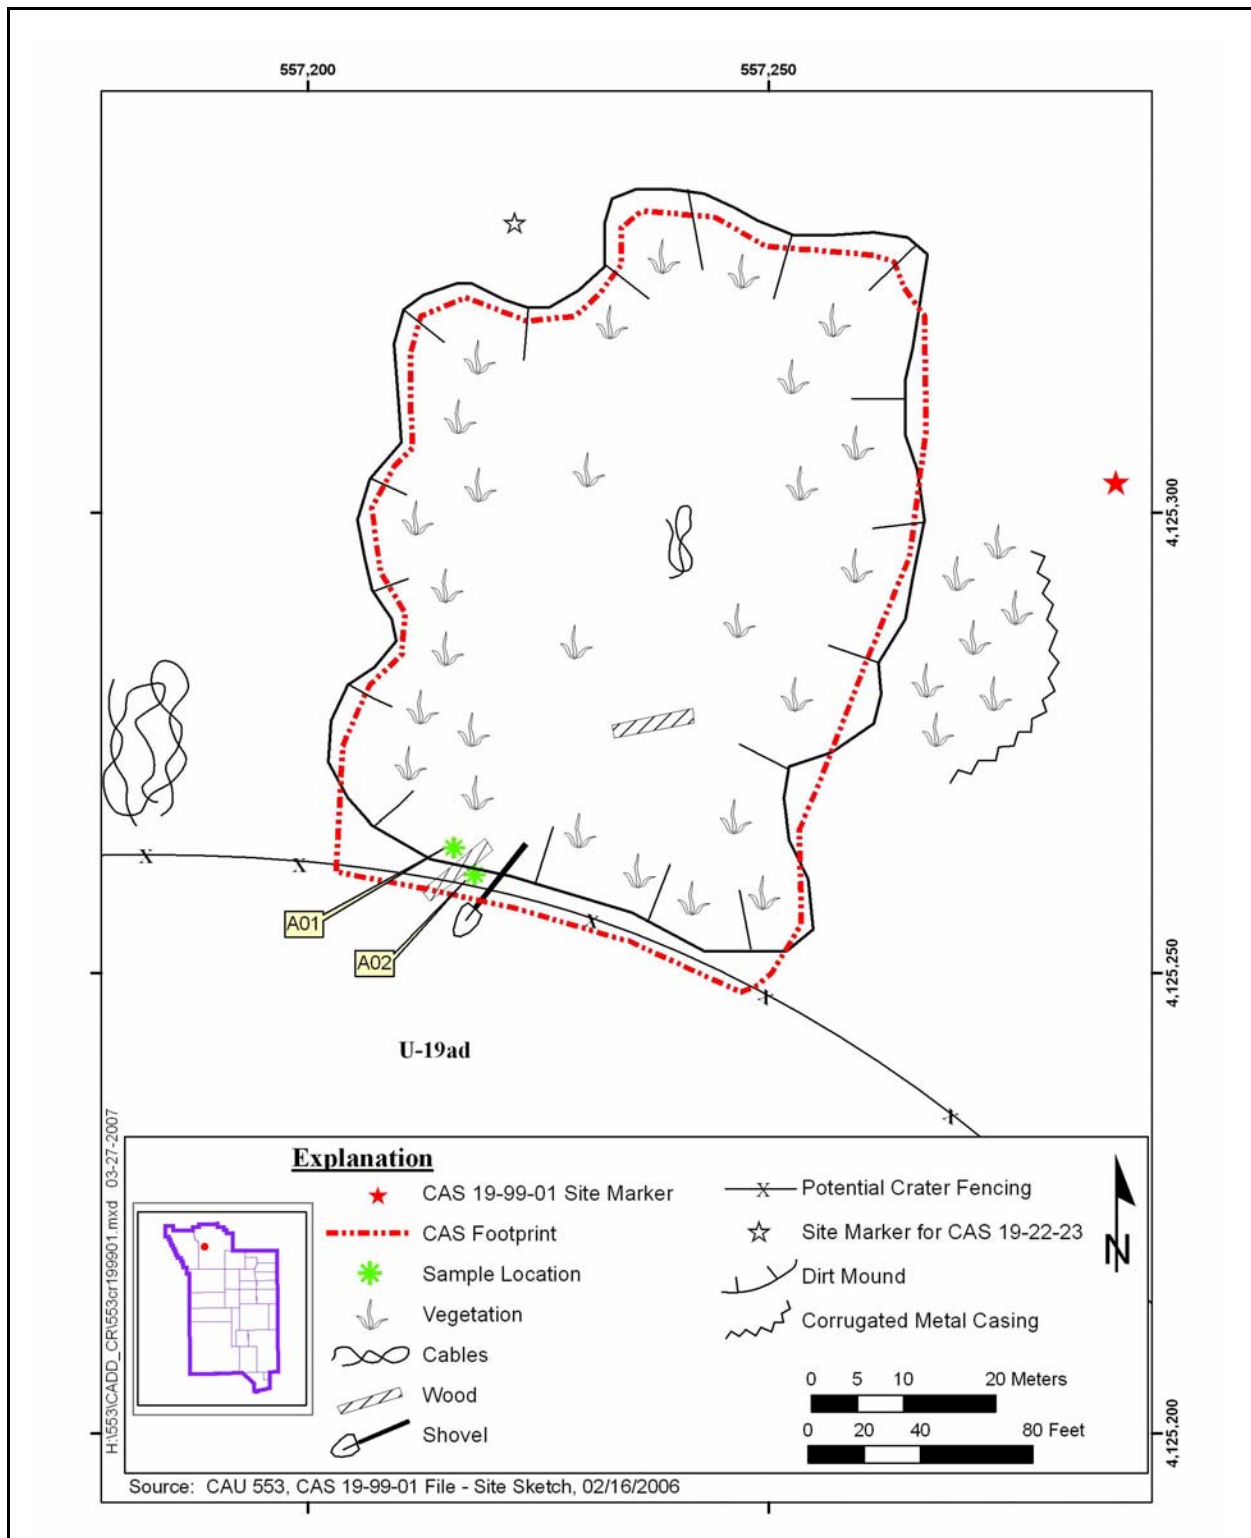 557,200
557,250
4,125,300
A01
A02
4,125,250
U-19ad
H:\553\CADD_CR\553cr199901.mxd 03-27-2007
Explanation
CAS 19-99-01 Site Marker
CAS Footprint
Sample Location
Vegetation
Cables
Wood
Shovel
X Potential Crater Fencing
Site Marker for CAS 19-22-23
Dirt Mound
Corrugated Metal Casing
N
0 5 10 20 Meters
0 20 40 80 Feet
4,125,200
Source: CAU 553, CAS 19-99-01 File - Site Sketch, 02/16/2006